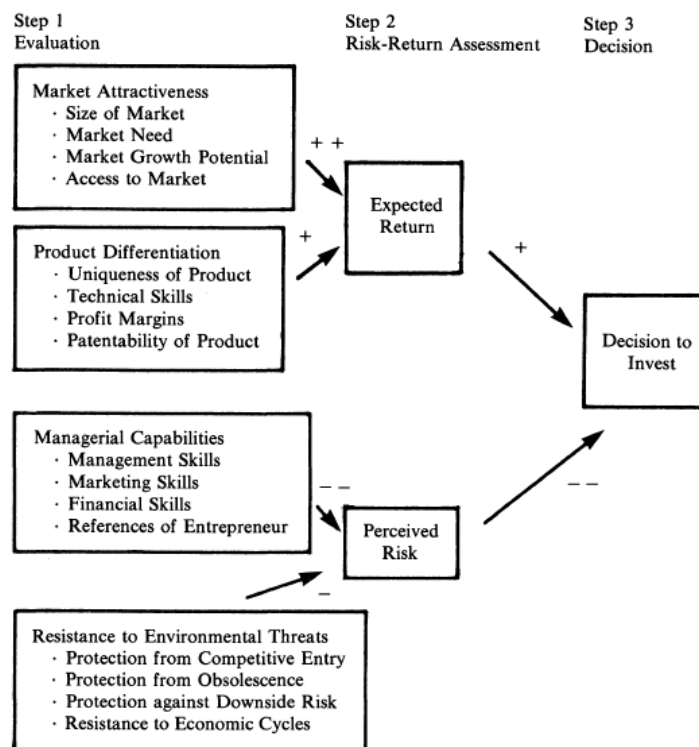 Step 1
Evaluation
Step 2
Risk-Return Assessment
Step 3
Decision
Market Attractiveness
· Size of Market
· Market Need
· Market Growth Potential
· Access to Market
+ +
Expected
Return
Product Differentiation
· Uniqueness of Product
· Technical Skills
· Profit Margins
· Patentability of Product
+
+
Decision to
Invest
Managerial Capabilities
· Management Skills
· Marketing Skills
· Financial Skills
· References of Entrepreneur
– –
Perceived
Risk
– –
–
Resistance to Environmental Threats
· Protection from Competitive Entry
· Protection from Obsolescence
· Protection against Downside Risk
· Resistance to Economic Cycles